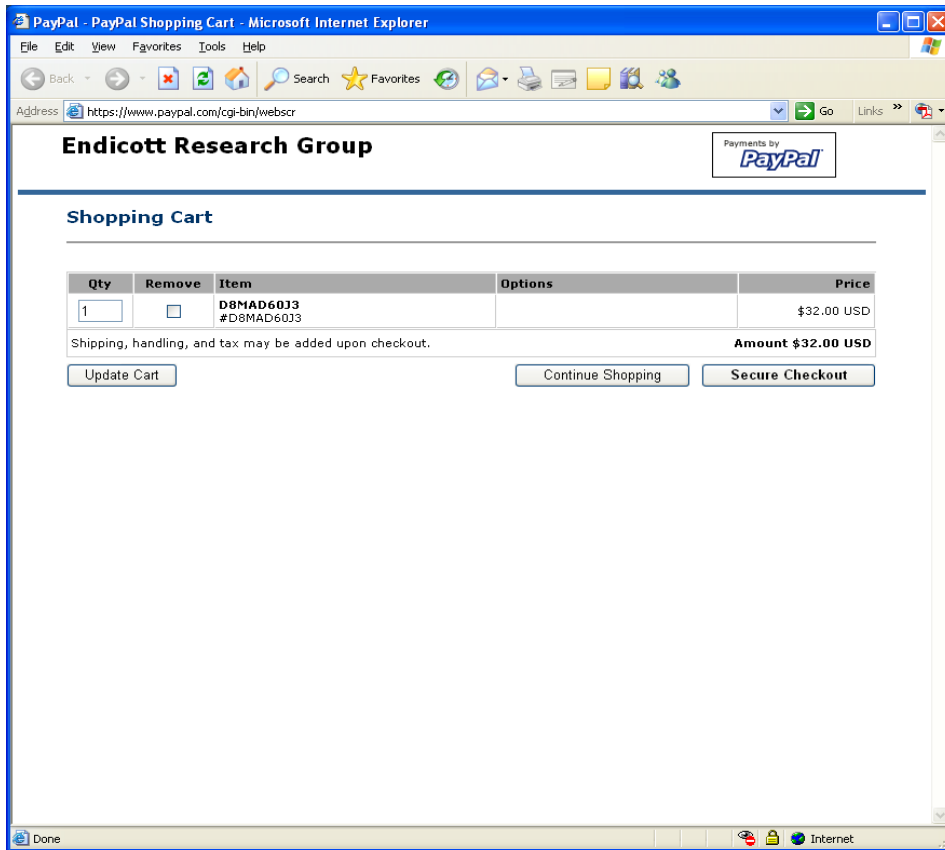 PayPal - PayPal Shopping Cart - Microsoft Internet Explorer
File Edit View Favorites Tools Help
Back Search Favorites
Address https://www.paypal.com/cgi-bin/webscr Go Links »
Endicott Research Group
Payments by
PayPal
Shopping Cart
Qty Remove Item Options Price
1 D8MAD60J3 $32.00 USD
#D8MAD60J3
Shipping, handling, and tax may be added upon checkout. Amount $32.00 USD
Update Cart Continue Shopping Secure Checkout
Done Internet